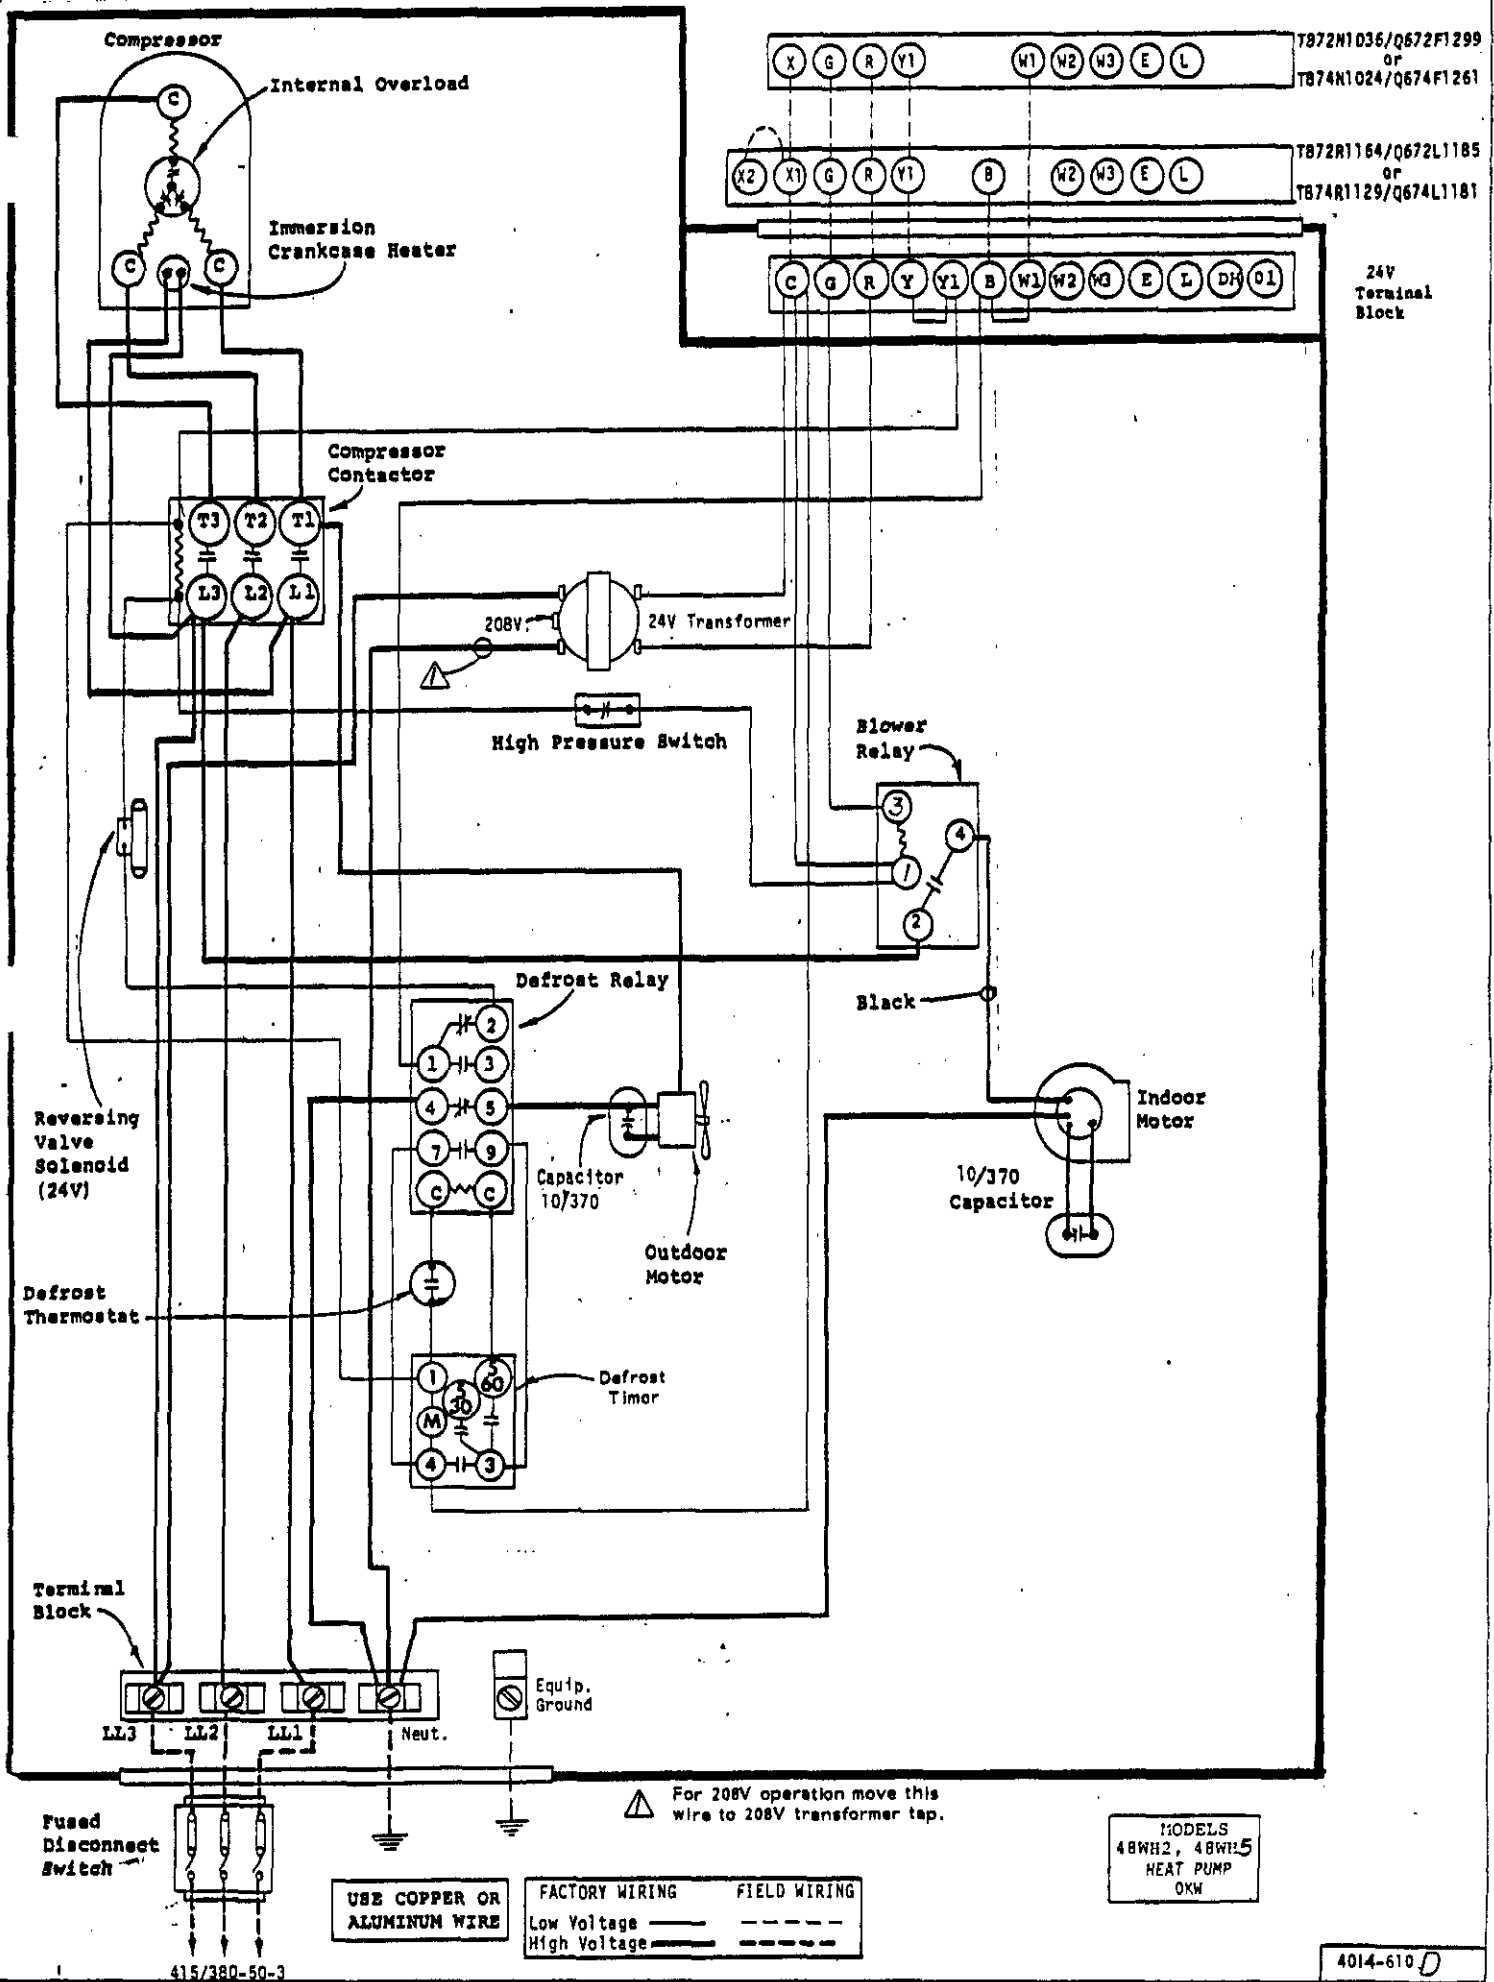 Compressor
Internal Overload
C
C
C
Immersion
Crankcase Heater
X G R Y1 W1 W2 W3 E L
T872N1036/Q672F1299
or
T874N1024/Q674F1261
X2 X1 G R Y1 B W2 W3 E L
T872R1164/Q672L1185
or
T874R1129/Q674L1181
C G R Y Y1 B W1 W2 W3 E L DH O1
24V
Terminal
Block
Compressor
Contactor
T3 T2 T1
L3 L2 L1
208V
24V Transformer
1
High Pressure Switch
Blower
Relay
3
4
1
2
Black
Defrost Relay
2
1 3
4 5
7 9
C C
Capacitor
10/370
Outdoor
Motor
Indoor
Motor
10/370
Capacitor
Reversing
Valve
Solenoid
(24V)
Defrost
Thermostat
1
S
60
S
30
M
4 3
Defrost
Timer
Terminal
Block
LL3 LL2 LL1 Neut.
Equip.
Ground
Fused
Disconnect
Switch
415/380-50-3
1 For 208V operation move this
wire to 208V transformer tap.
USE COPPER OR
ALUMINUM WIRE
FACTORY WIRING FIELD WIRING
Low Voltage
High Voltage
MODELS
48WH2, 48WH5
HEAT PUMP
0KW
4014-610 D